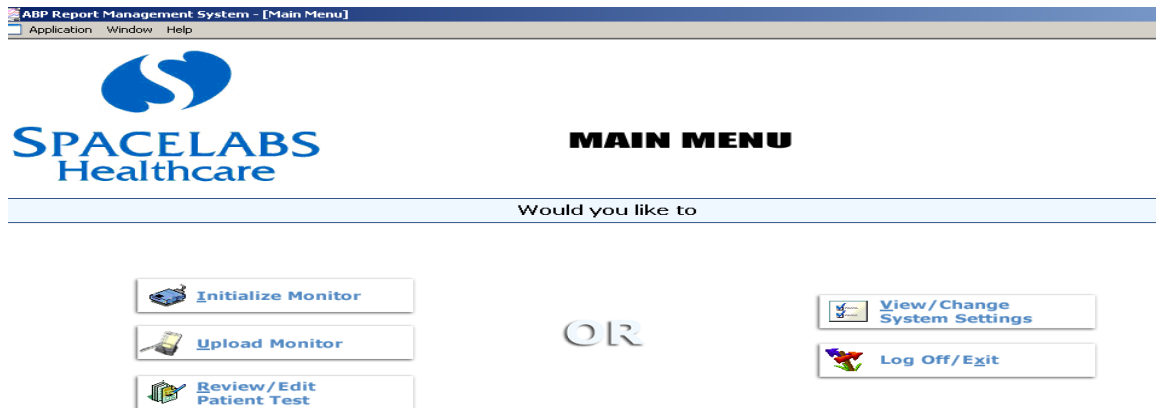 ABP Report Management System - [Main Menu]
Application Window Help
SPACELABS
Healthcare
MAIN MENU
Would you like to
Initialize Monitor
Upload Monitor
Review/Edit
Patient Test
OR
View/Change
System Settings
Log Off/Exit